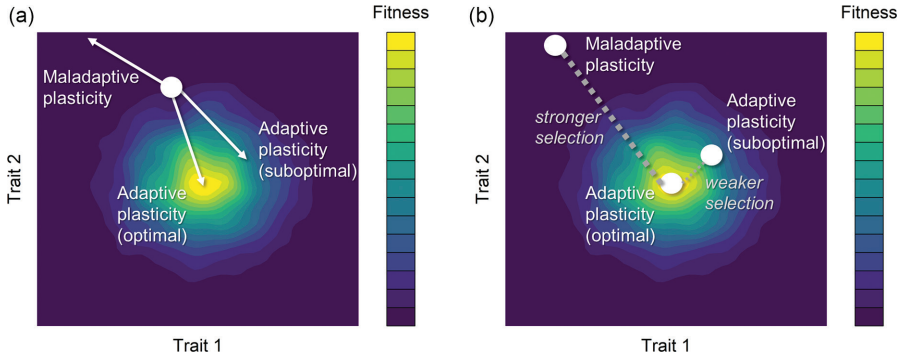 (a)
Fitness
Maladaptive
plasticity
Adaptive
plasticity
(suboptimal)
Adaptive
plasticity
(optimal)
Trait 2
Trait 1
(b)
Fitness
Maladaptive
plasticity
stronger
selection
Adaptive
plasticity
(suboptimal)
weaker
selection
Adaptive
plasticity
(optimal)
Trait 2
Trait 1